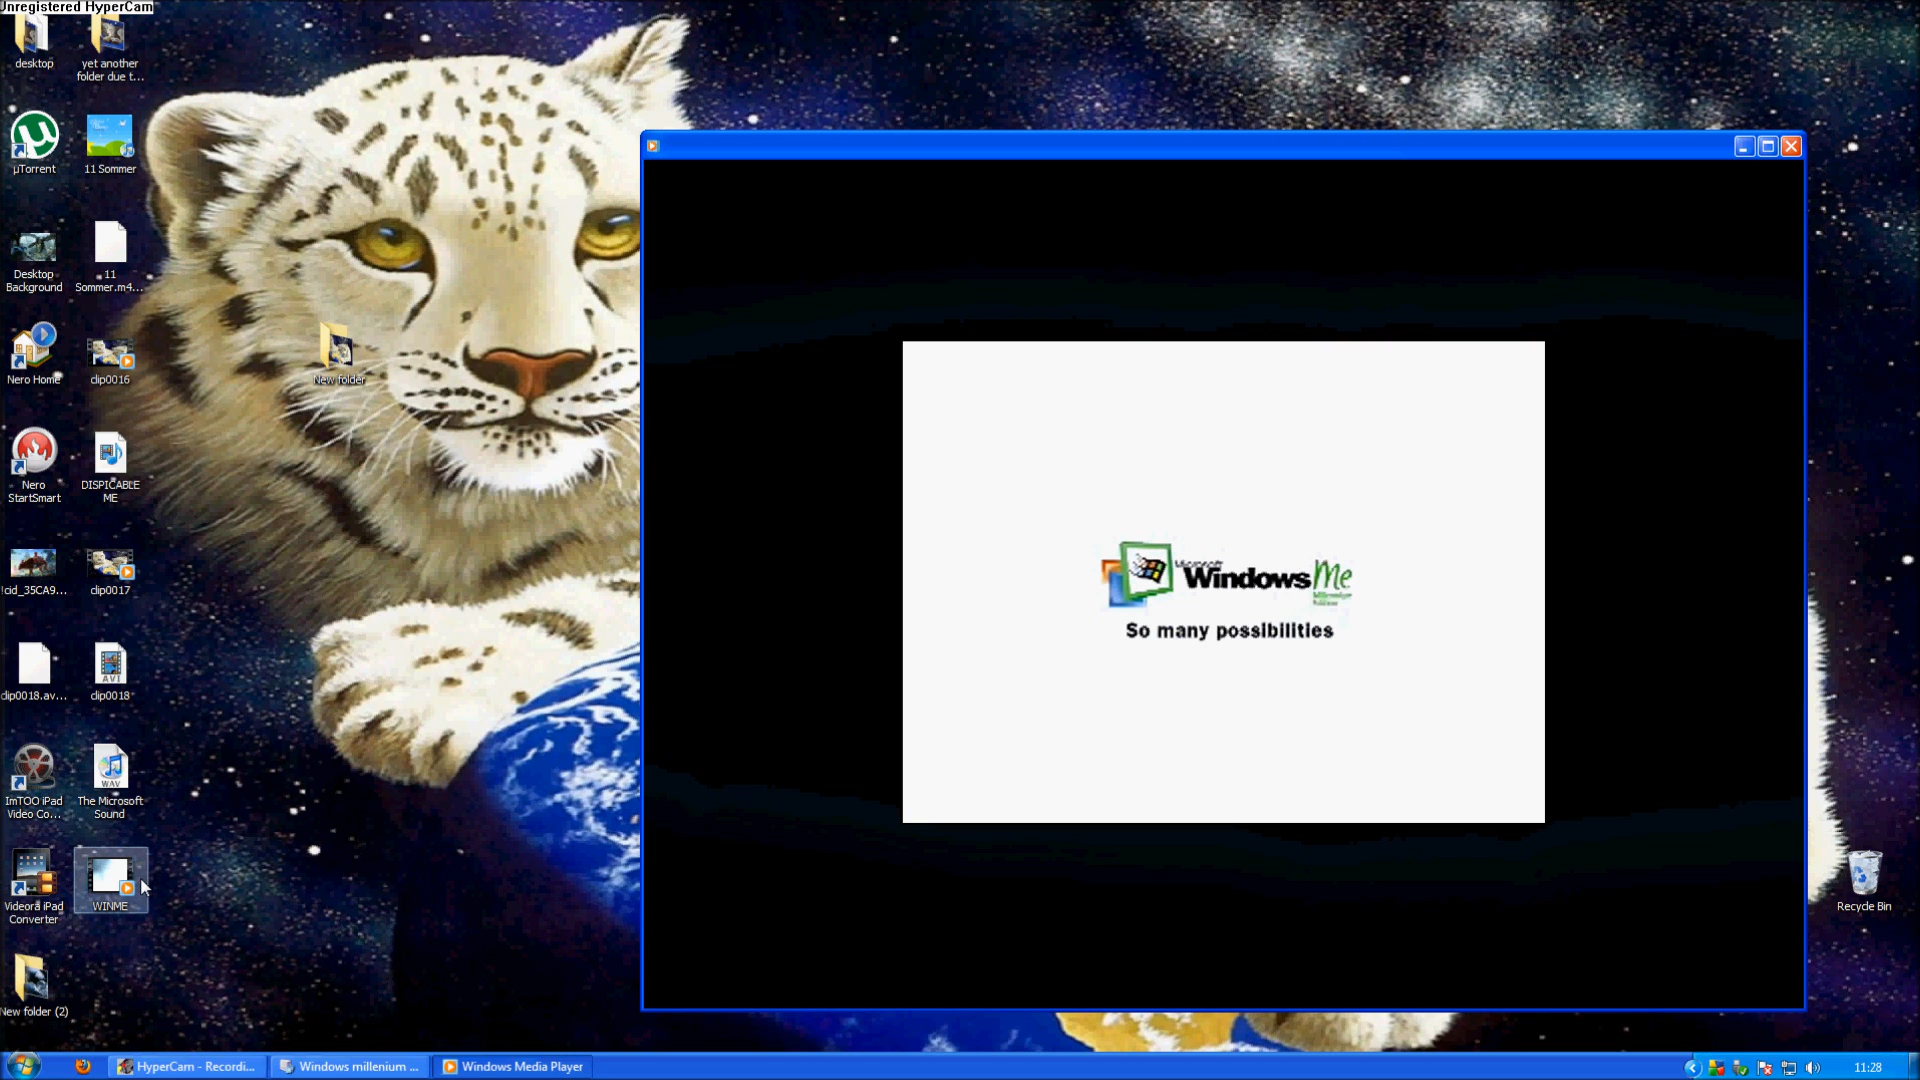 Unregistered HyperCam
desktop
yet another
folder due t...
µTorrent
11 Sommer
Desktop
Background
11
Sommer.m4...
Nero Home
clip0016
New folder
Nero
StartSmart
DISPICABLE
ME
!cid_35CA9...
clip0017
clip0018.av...
AVI
clip0018
ImTOO iPad
Video Co...
WAV
The Microsoft
Sound
Videora iPad
Converter
WINME
New folder (2)
Microsoft
Windows Me
Millennium
Edition
So many possibilities
Recycle Bin
HyperCam - Recordi...
Windows millenium ...
Windows Media Player
11:28